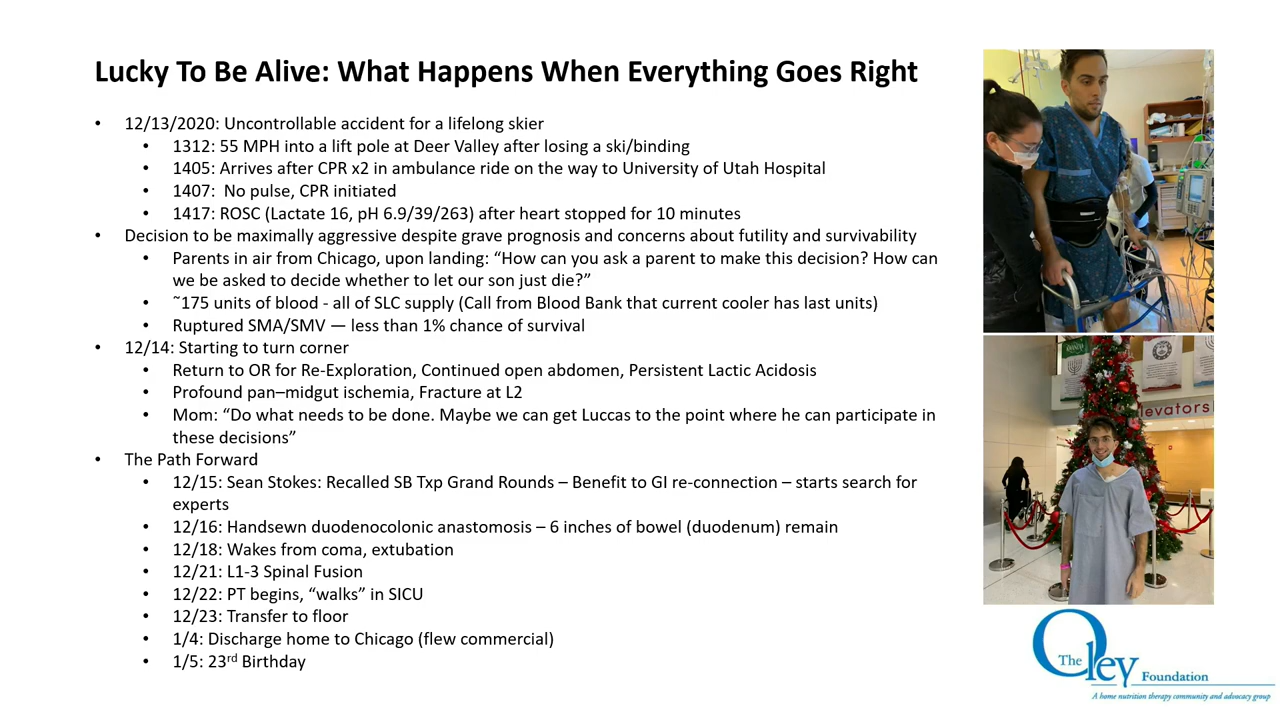 Lucky To Be Alive: What Happens When Everything Goes Right
• 12/13/2020: Uncontrollable accident for a lifelong skier
• 1312: 55 MPH into a lift pole at Deer Valley after losing a ski/binding
• 1405: Arrives after CPR x2 in ambulance ride on the way to University of Utah Hospital
• 1407:  No pulse, CPR initiated
• 1417: ROSC (Lactate 16, pH 6.9/39/263) after heart stopped for 10 minutes
• Decision to be maximally aggressive despite grave prognosis and concerns about futility and survivability
• Parents in air from Chicago, upon landing: “How can you ask a parent to make this decision? How can
we be asked to decide whether to let our son just die?”
• ˜175 units of blood - all of SLC supply (Call from Blood Bank that current cooler has last units)
• Ruptured SMA/SMV — less than 1% chance of survival
• 12/14: Starting to turn corner
• Return to OR for Re-Exploration, Continued open abdomen, Persistent Lactic Acidosis
• Profound pan–midgut ischemia, Fracture at L2
• Mom: “Do what needs to be done. Maybe we can get Luccas to the point where he can participate in
these decisions”
• The Path Forward
• 12/15: Sean Stokes: Recalled SB Txp Grand Rounds – Benefit to GI re-connection – starts search for
experts
• 12/16: Handsewn duodenocolonic anastomosis – 6 inches of bowel (duodenum) remain
• 12/18: Wakes from coma, extubation
• 12/21: L1-3 Spinal Fusion
• 12/22: PT begins, “walks” in SICU
• 12/23: Transfer to floor
• 1/4: Discharge home to Chicago (flew commercial)
• 1/5: 23rd Birthday
levators
The Oley Foundation
A home nutrition therapy community and advocacy group